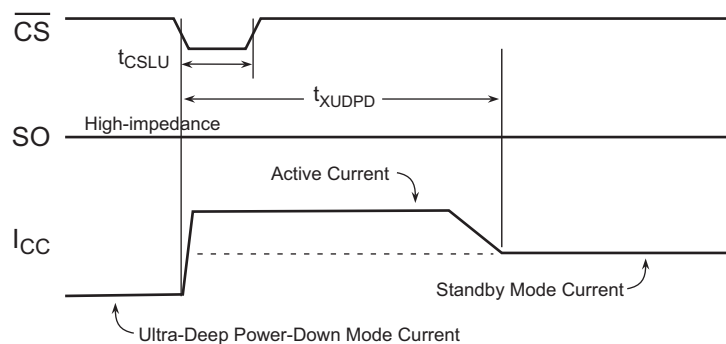 CS
tCSLU
tXUDPD
High-impedance
SO
Active Current
ICC
Standby Mode Current
Ultra-Deep Power-Down Mode Current